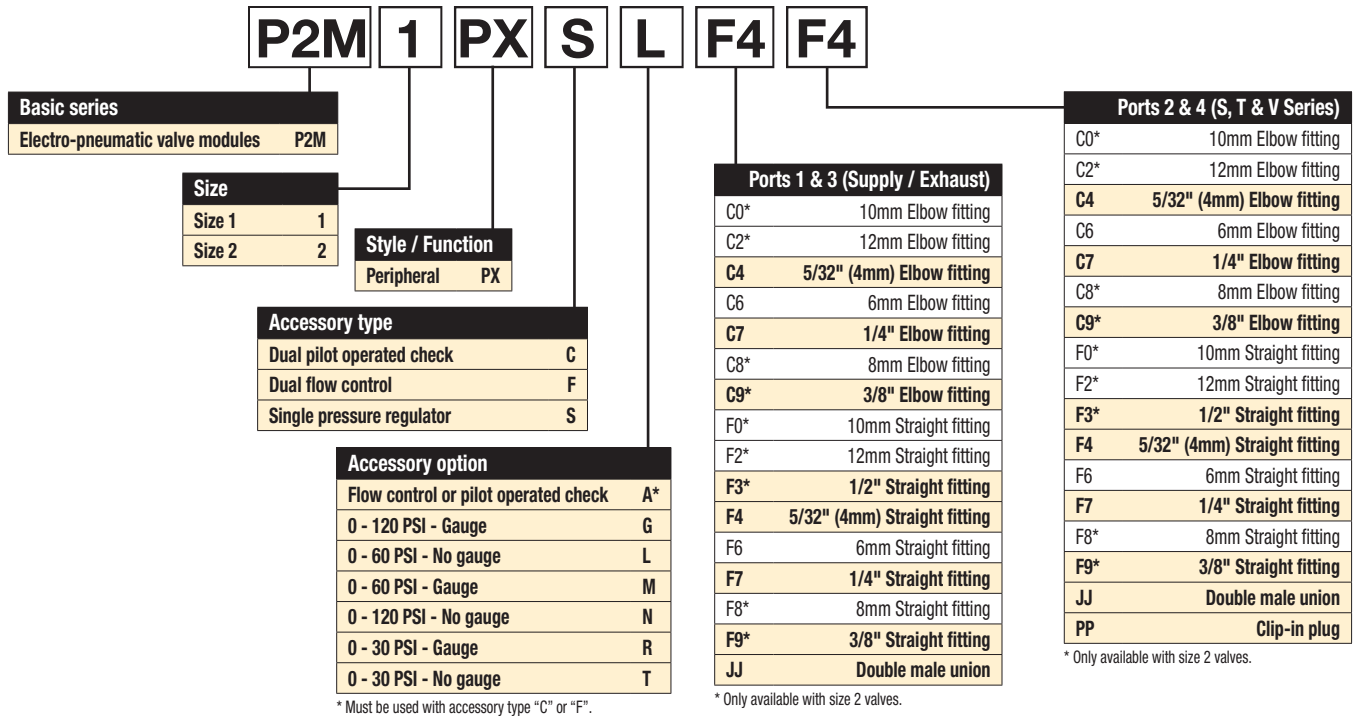 P2M 1 PX S L F4 F4
Basic series
Electro-pneumatic valve modules P2M
Size
Size 1 1
Size 2 2
Style / Function
Peripheral PX
Accessory type
Dual pilot operated check C
Dual flow control F
Single pressure regulator S
Accessory option
Flow control or pilot operated check A*
0 - 120 PSI - Gauge G
0 - 60 PSI - No gauge L
0 - 60 PSI - Gauge M
0 - 120 PSI - No gauge N
0 - 30 PSI - Gauge R
0 - 30 PSI - No gauge T
* Must be used with accessory type “C” or “F”.
Ports 1 & 3 (Supply / Exhaust)
C0* 10mm Elbow fitting
C2* 12mm Elbow fitting
C4 5/32" (4mm) Elbow fitting
C6 6mm Elbow fitting
C7 1/4" Elbow fitting
C8* 8mm Elbow fitting
C9* 3/8" Elbow fitting
F0* 10mm Straight fitting
F2* 12mm Straight fitting
F3* 1/2" Straight fitting
F4 5/32" (4mm) Straight fitting
F6 6mm Straight fitting
F7 1/4" Straight fitting
F8* 8mm Straight fitting
F9* 3/8" Straight fitting
JJ Double male union
* Only available with size 2 valves.
Ports 2 & 4 (S, T & V Series)
C0* 10mm Elbow fitting
C2* 12mm Elbow fitting
C4 5/32" (4mm) Elbow fitting
C6 6mm Elbow fitting
C7 1/4" Elbow fitting
C8* 8mm Elbow fitting
C9* 3/8" Elbow fitting
F0* 10mm Straight fitting
F2* 12mm Straight fitting
F3* 1/2" Straight fitting
F4 5/32" (4mm) Straight fitting
F6 6mm Straight fitting
F7 1/4" Straight fitting
F8* 8mm Straight fitting
F9* 3/8" Straight fitting
JJ Double male union
PP Clip-in plug
* Only available with size 2 valves.